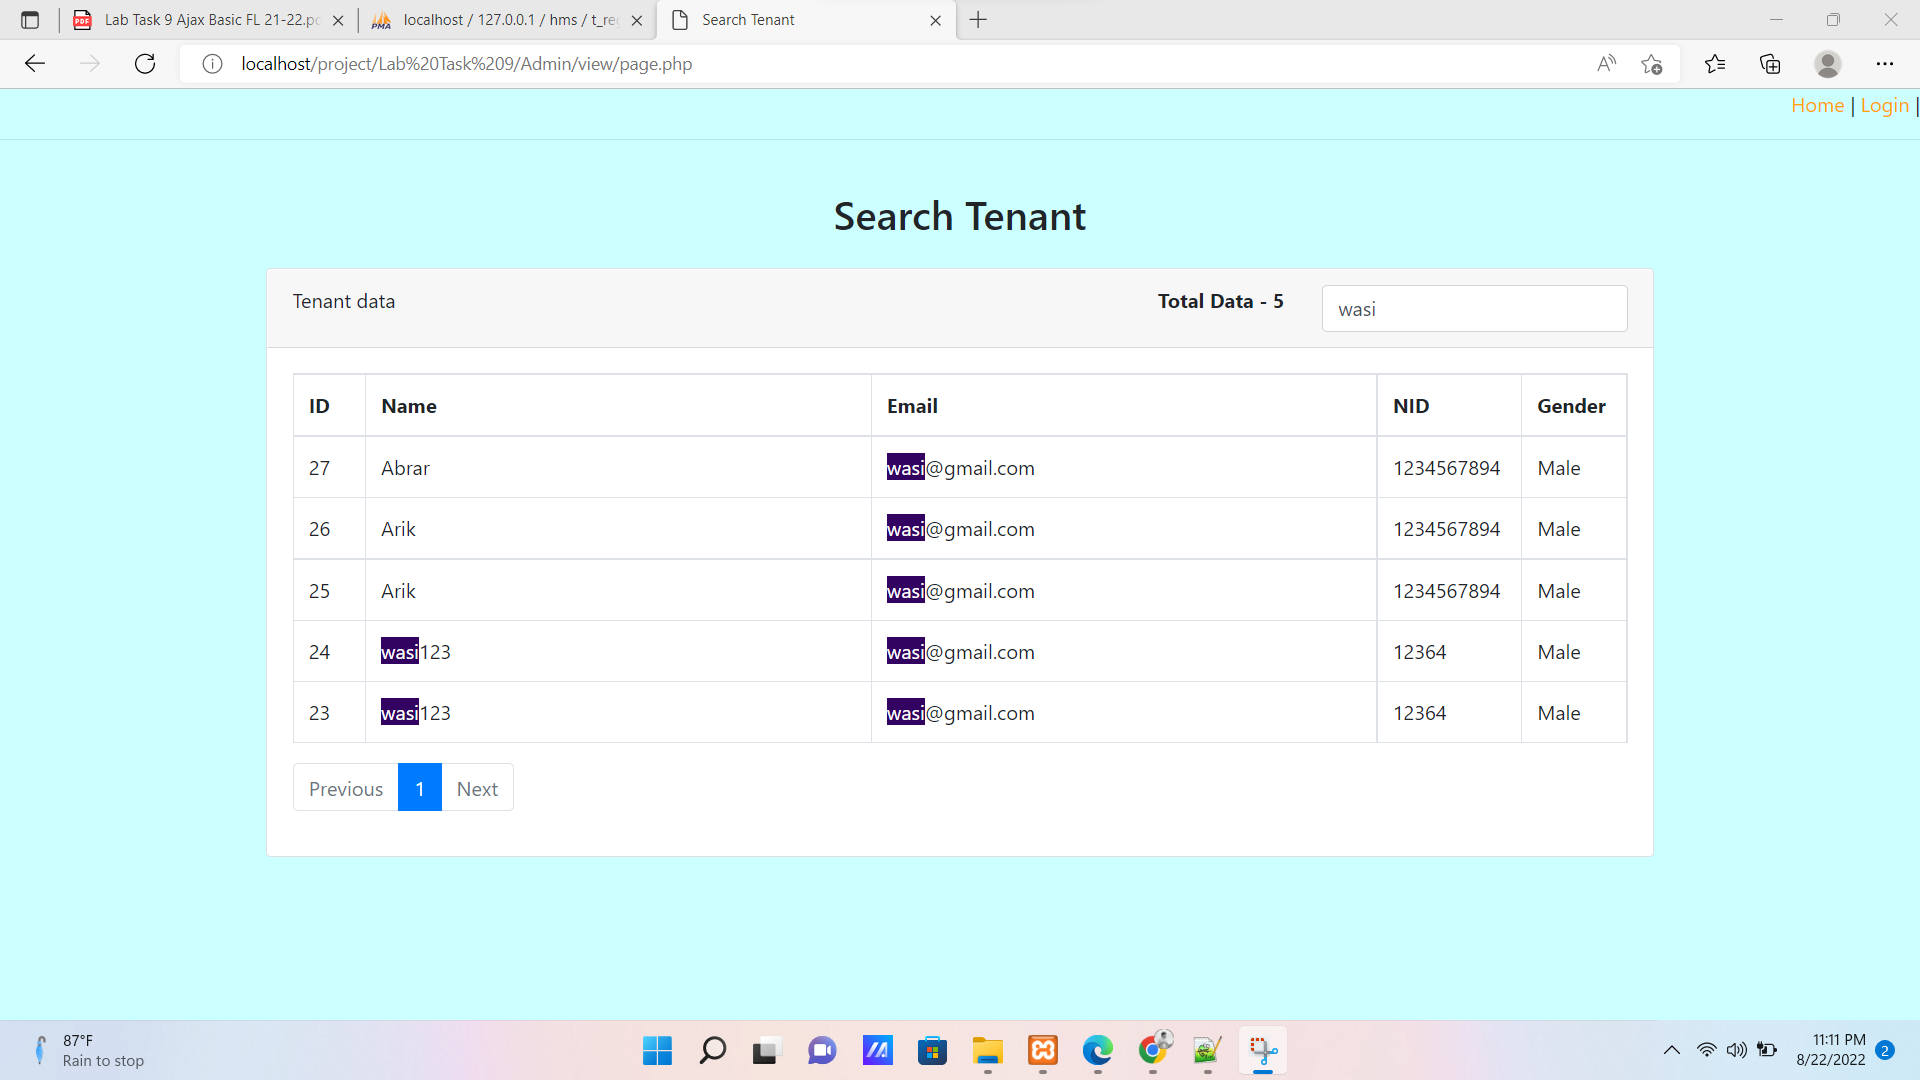 Lab Task 9 Ajax Basic FL 21-22.pd
localhost / 127.0.0.1 / hms / t_reg
Search Tenant
localhost/project/Lab%20Task%209/Admin/view/page.php
Home | Login |
Search Tenant
Tenant data
Total Data - 5
wasi
ID Name Email NID Gender
27 Abrar wasi@gmail.com 1234567894 Male
26 Arik wasi@gmail.com 1234567894 Male
25 Arik wasi@gmail.com 1234567894 Male
24 wasi123 wasi@gmail.com 12364 Male
23 wasi123 wasi@gmail.com 12364 Male
Previous 1 Next
87°F
Rain to stop
11:11 PM
8/22/2022
2